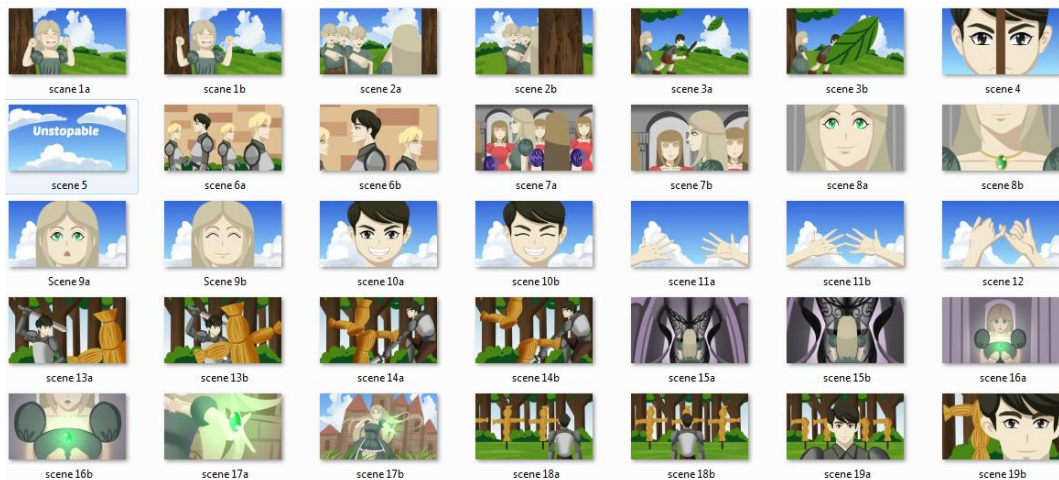 scane 1a
scane 1b
scene 2a
scene 2b
scene 3a
scene 3b
scene 4
Unstopable
scene 5
scene 6a
scene 6b
scene 7a
scene 7b
scene 8a
scene 8b
Scene 9a
Scene 9b
scene 10a
scene 10b
scene 11a
scene 11b
scene 12
scene 13a
scene 13b
scene 14a
scene 14b
scene 15a
scene 15b
scene 16a
scene 16b
scene 17a
scene 17b
scene 18a
scene 18b
scene 19a
scene 19b